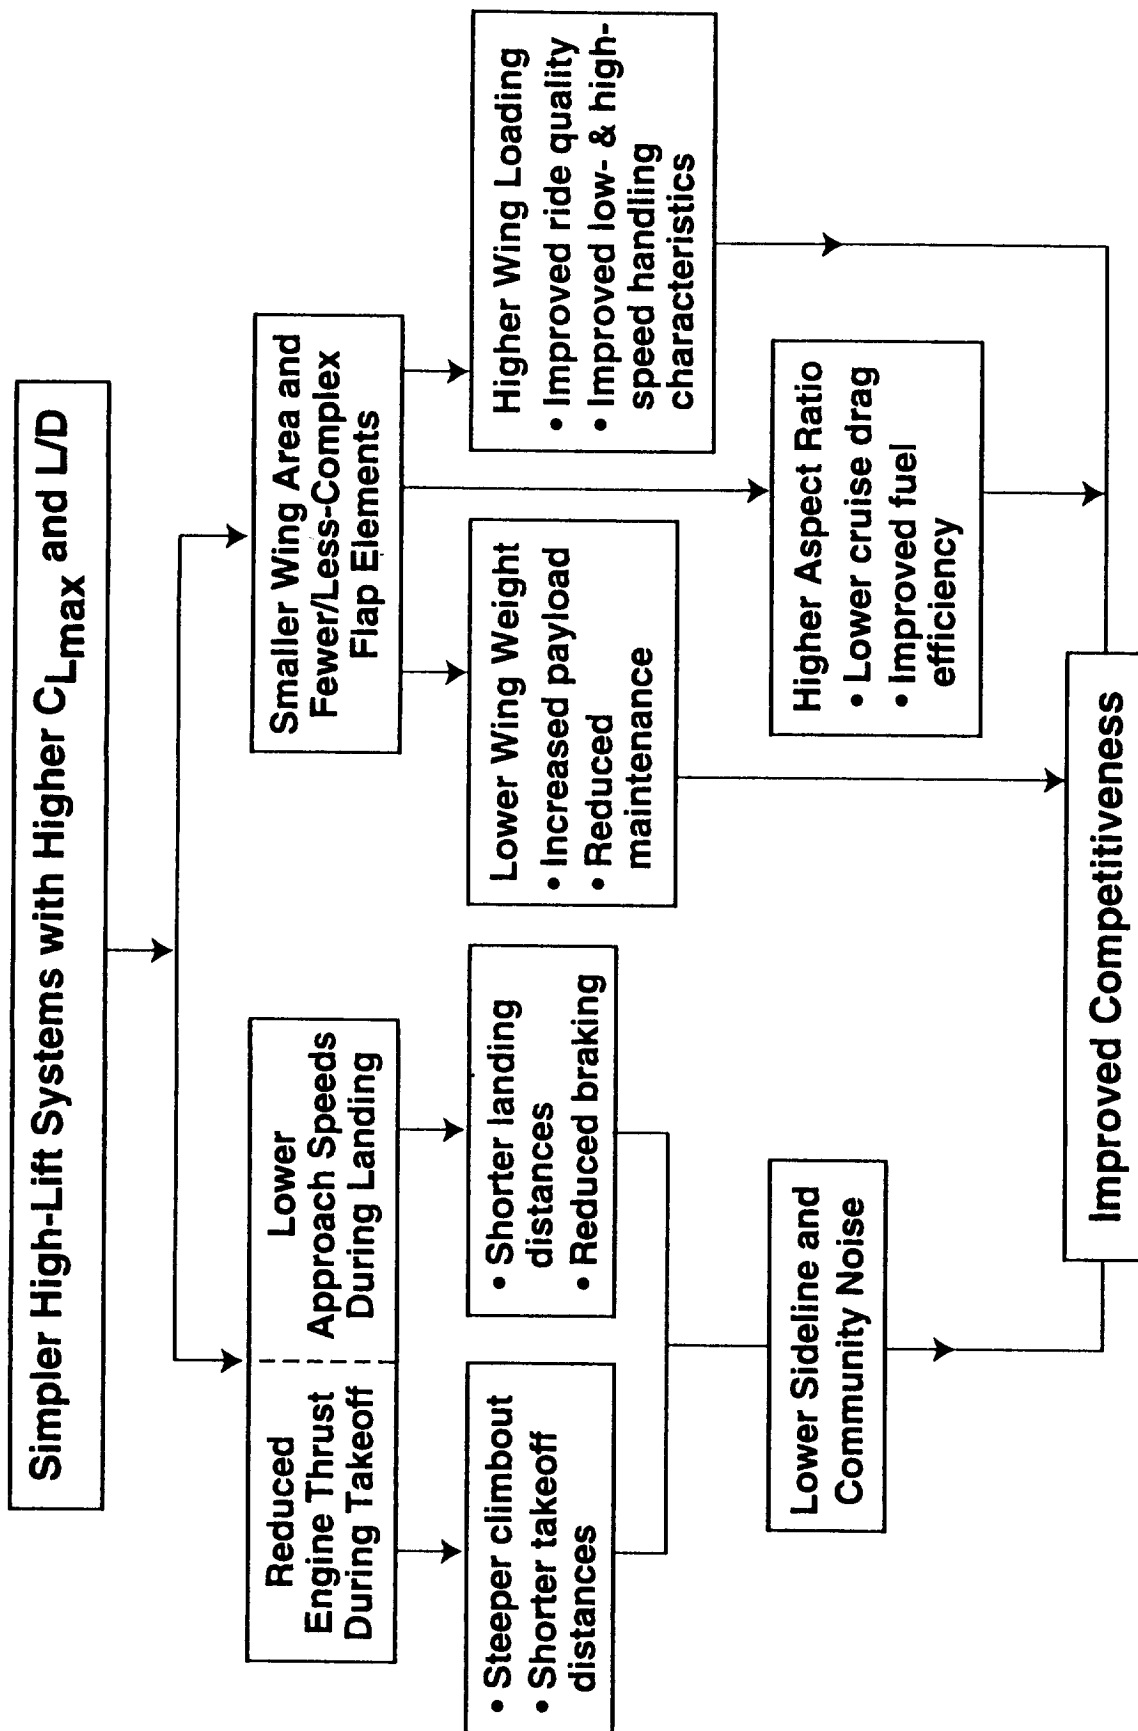 Simpler High-Lift Systems with Higher CLmax and L/D
Reduced
Engine Thrust
During Takeoff
Lower
Approach Speeds
During Landing
Smaller Wing Area and
Fewer/Less-Complex
Flap Elements
• Steeper climbout
• Shorter takeoff
distances
• Shorter landing
distances
• Reduced braking
Lower Wing Weight
• Increased payload
• Reduced
maintenance
Higher Wing Loading
• Improved ride quality
• Improved low- & high-
speed handling
characteristics
Lower Sideline and
Community Noise
Higher Aspect Ratio
• Lower cruise drag
• Improved fuel
efficiency
Improved Competitiveness